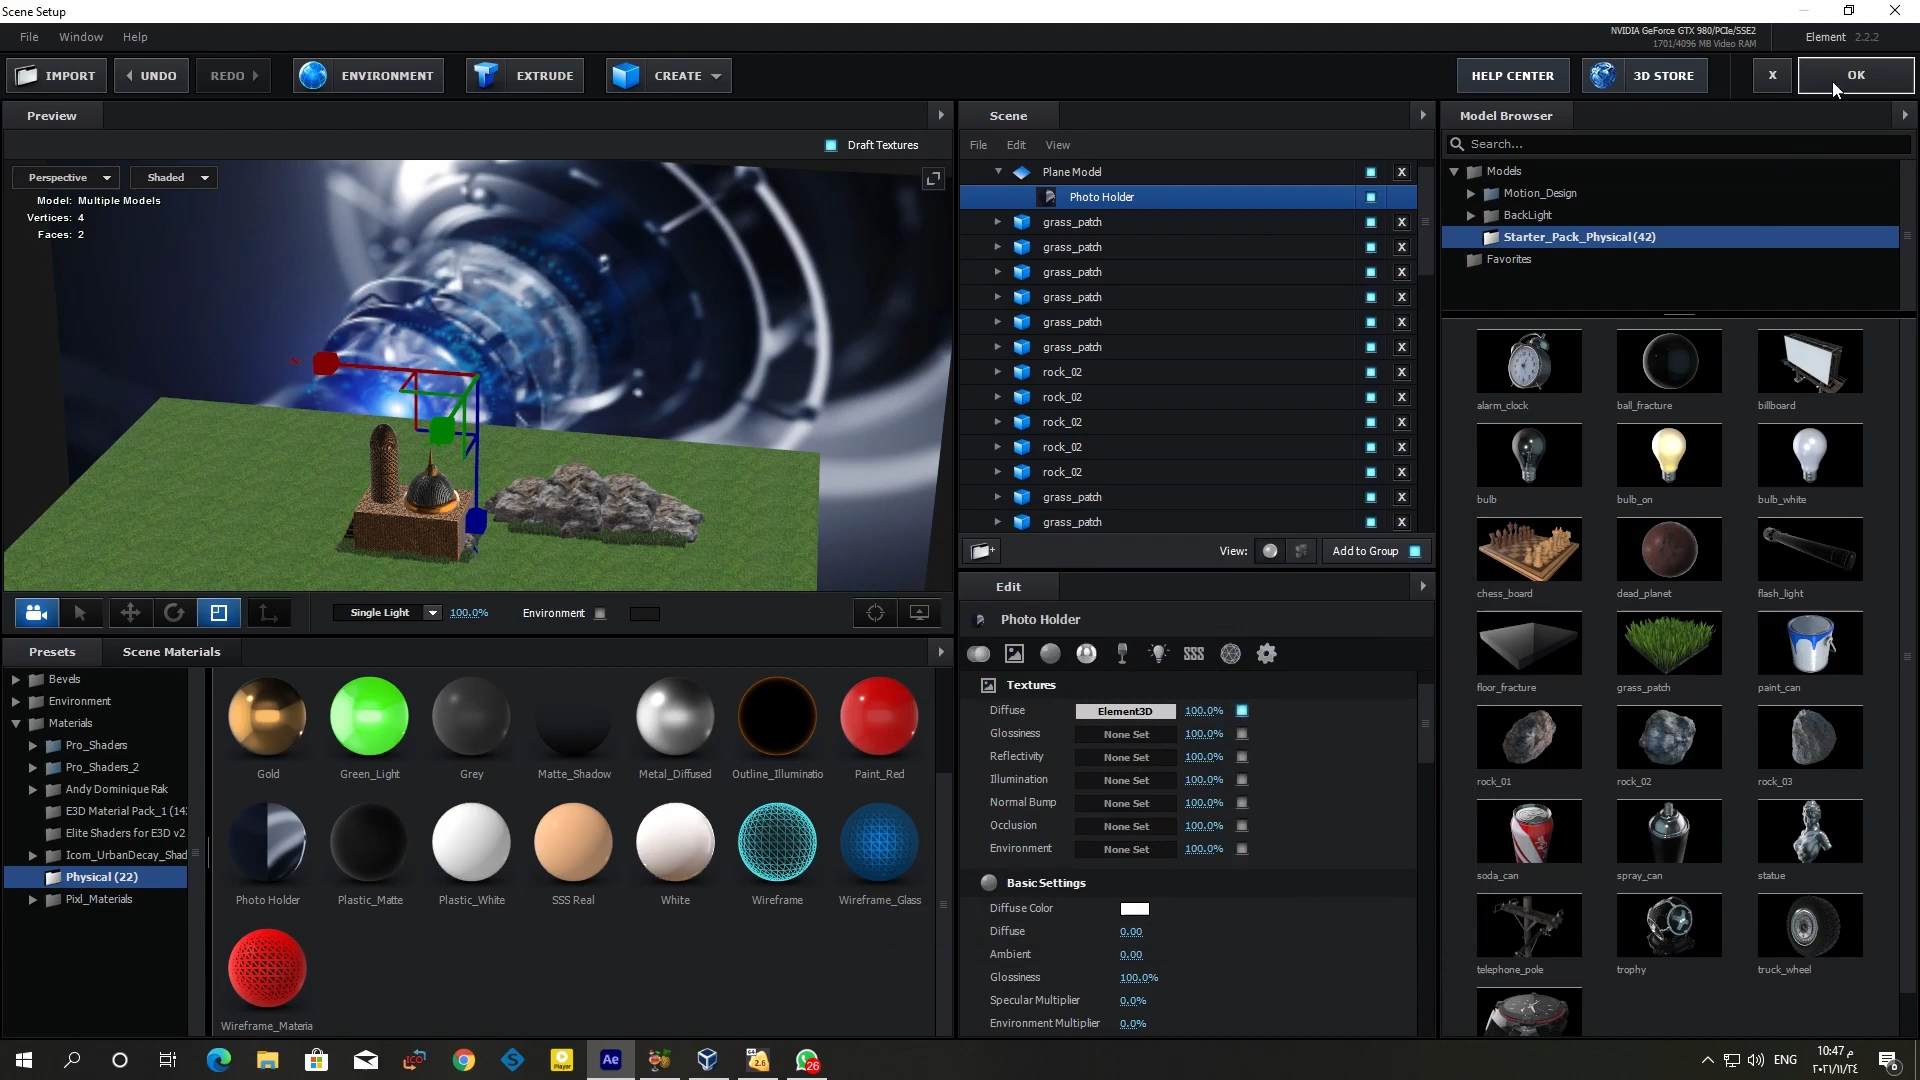 Scene Setup
File Window Help
NVIDIA GeForce GTX 980/PCIe/SSE2
1701/4096 MB Video RAM
Element 2.2.2
IMPORT UNDO REDO ENVIRONMENT EXTRUDE CREATE HELP CENTER 3D STORE X OK
Preview
Draft Textures
Perspective Shaded
Model: Multiple Models
Vertices: 4
Faces: 2
Single Light 100.0% Environment
Scene
File Edit View
Plane Model X
Photo Holder
grass_patch X
grass_patch X
grass_patch X
grass_patch X
grass_patch X
grass_patch X
rock_02 X
rock_02 X
rock_02 X
rock_02 X
rock_02 X
grass_patch X
grass_patch X
View: Add to Group
Model Browser
Search...
Models
Motion_Design
BackLight
Starter_Pack_Physical (42)
Favorites
alarm_clock ball_fracture billboard
bulb bulb_on bulb_white
chess_board dead_planet flash_light
floor_fracture grass_patch paint_can
rock_01 rock_02 rock_03
soda_can spray_can statue
telephone_pole trophy truck_wheel
Presets Scene Materials
Bevels
Environment
Materials
Pro_Shaders
Pro_Shaders_2
Andy Dominique Rak
E3D Material Pack_1 (14
Elite Shaders for E3D v2
Icom_UrbanDecay_Shad
Physical (22)
Pixl_Materials
Gold Green_Light Grey Matte_Shadow Metal_Diffused Outline_Illuminatio Paint_Red
Photo Holder Plastic_Matte Plastic_White SSS Real White Wireframe Wireframe_Glass
Wireframe_Materia
Edit
Photo Holder
Textures
Diffuse Element3D 100.0%
Glossiness None Set 100.0%
Reflectivity None Set 100.0%
Illumination None Set 100.0%
Normal Bump None Set 100.0%
Occlusion None Set 100.0%
Environment None Set 100.0%
Basic Settings
Diffuse Color
Diffuse 0.00
Ambient 0.00
Glossiness 100.0%
Specular Multiplier 0.0%
Environment Multiplier 0.0%
Ae
26
ENG
10:47 م
٢٠٢١/١١/٢٤